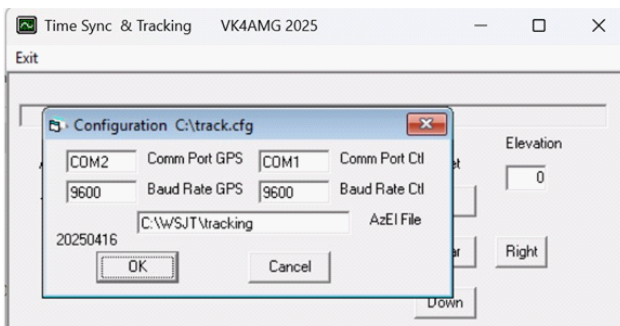 Time Sync & Tracking VK4AMG 2025
Exit
Configuration C:\track.cfg
COM2 Comm Port GPS COM1 Comm Port Ctl
9600 Baud Rate GPS 9600 Baud Rate Ctl
C:\WSJT\tracking AzEl File
20250416
OK Cancel
Elevation
0
Right
Down